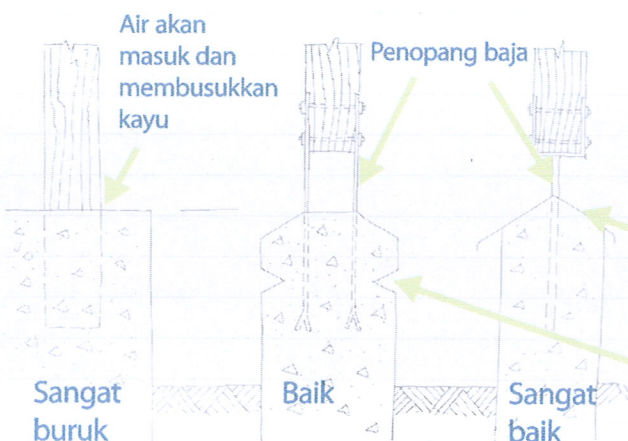 Air akan
masuk dan
membusukkan
kayu
Penopang baja
Sangat
buruk
Baik
Sangat
baik